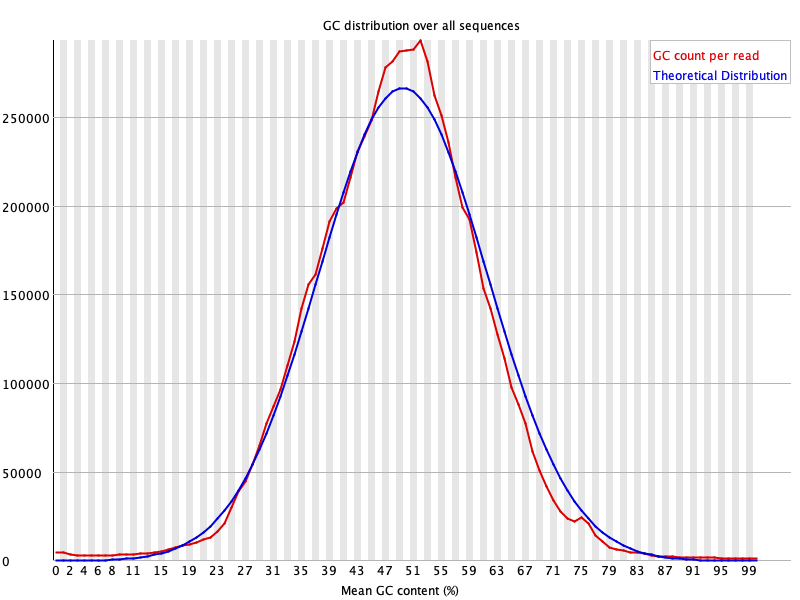 GC distribution over all sequences
GC count per read
Theoretical Distribution
250000
200000
150000
100000
50000
0
0 2 4 6 8 11 15 19 23 27 31 35 39 43 47 51 55 59 63 67 71 75 79 83 87 91 95 99
Mean GC content (%)